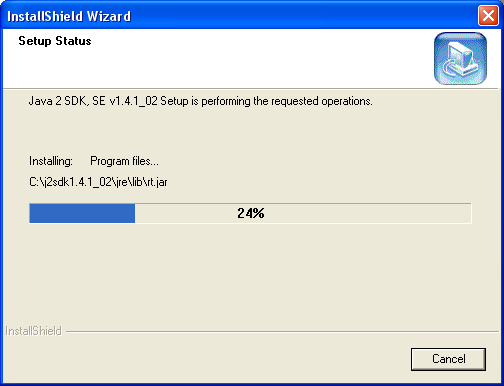 InstallShield Wizard
Setup Status
Java 2 SDK, SE v1.4.1_02 Setup is performing the requested operations.
Installing: Program files...
C:\j2sdk1.4.1_02\jre\lib\rt.jar
24%
InstallShield
Cancel